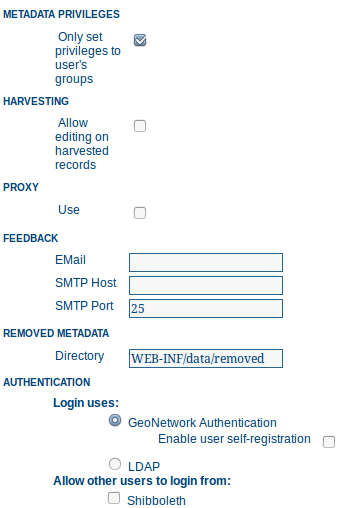 METADATA PRIVILEGES
Only set
privileges to
user's
groups
HARVESTING
Allow
editing on
harvested
records
PROXY
Use
FEEDBACK
EMail
SMTP Host
SMTP Port 25
REMOVED METADATA
Directory WEB-INF/data/removed
AUTHENTICATION
Login uses:
GeoNetwork Authentication
Enable user self-registration
LDAP
Allow other users to login from:
Shibboleth